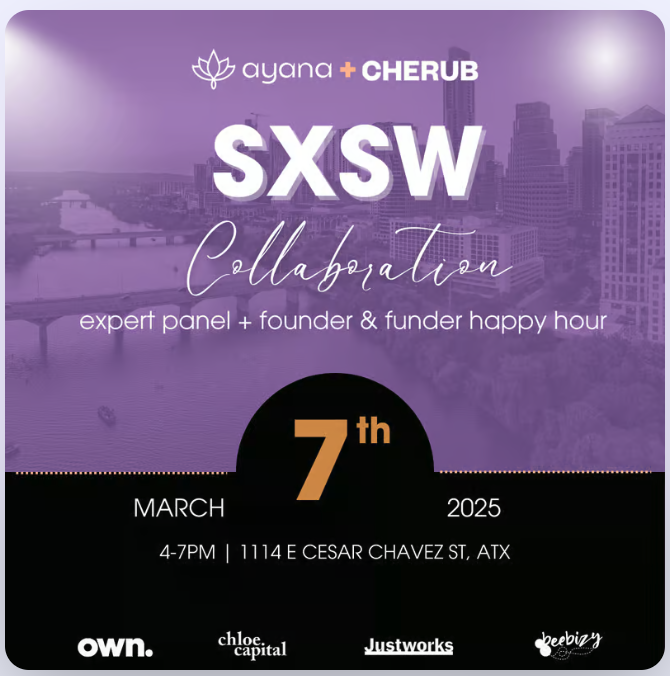 ayana + CHERUB
SXSW
Collaboration
expert panel + founder & funder happy hour
7th
MARCH 2025
4-7PM | 1114 E CESAR CHAVEZ ST, ATX
own. chloe capital Justworks beebizy